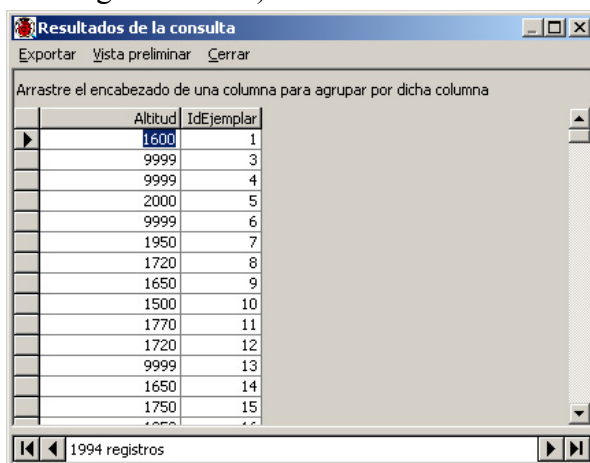 Resultados de la consulta
Exportar Vista preliminar Cerrar
Arrastre el encabezado de una columna para agrupar por dicha columna
Altitud IdEjemplar
1600 1
9999 3
9999 4
2000 5
9999 6
1950 7
1720 8
1650 9
1500 10
1770 11
1720 12
9999 13
1650 14
1750 15
1994 registros